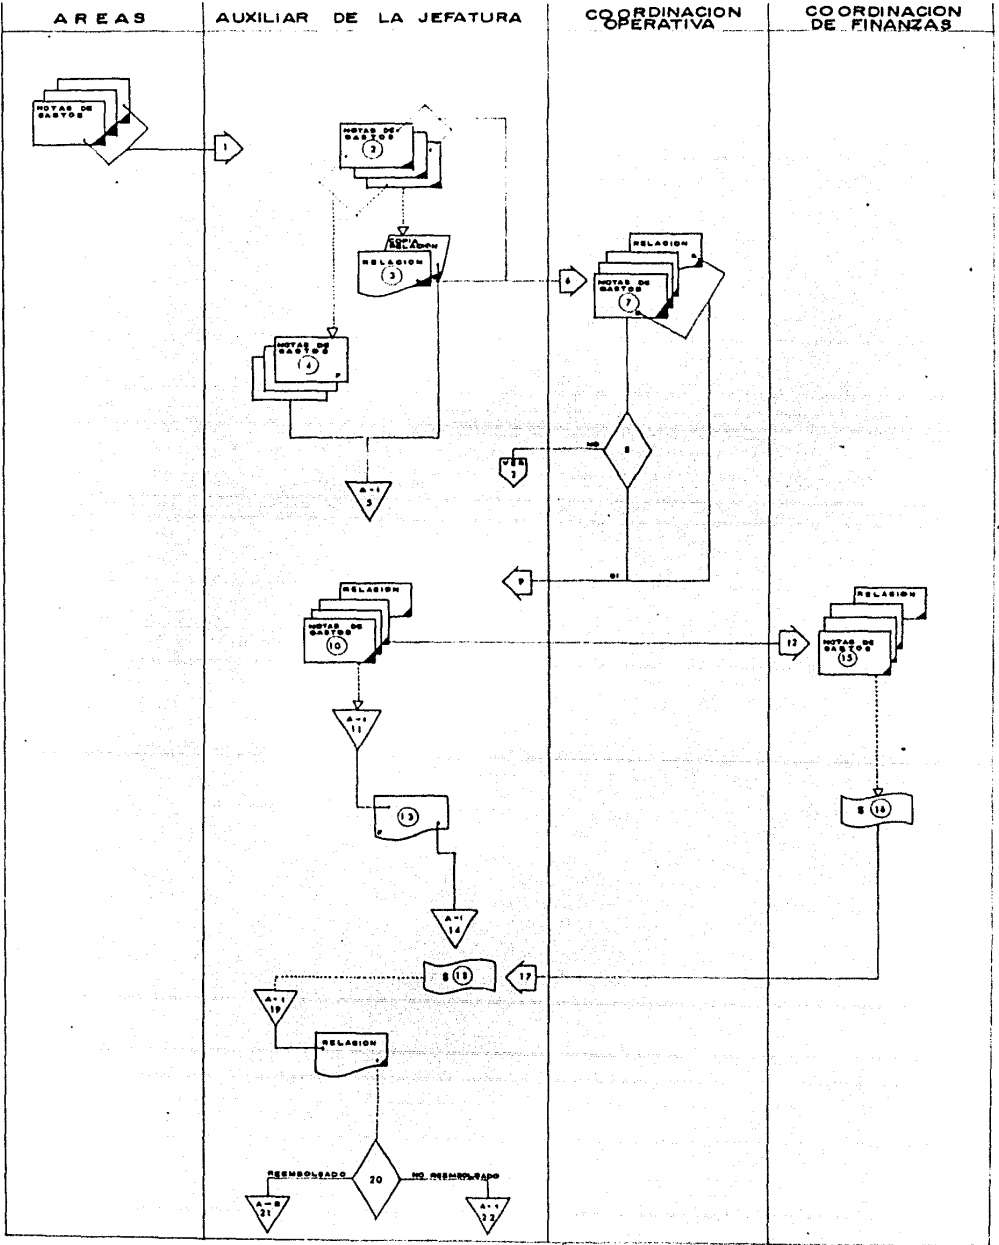 AREAS
AUXILIAR DE LA JEFATURA
COORDINACION
OPERATIVA
COORDINACION
DE FINANZAS
NOTAS DE
GASTOS
1
NOTAS DE
GASTOS
2
COPIA
RELACION
RELACION
3
6
RELACION
NOTAS DE
GASTOS
7
NOTAS DE
GASTOS
4
A-1
5
8
NO
VER
2
SI
9
RELACION
NOTAS DE
GASTOS
10
12
RELACION
NOTAS DE
GASTOS
15
A-1
11
13
$ 16
A-1
14
$ 18
17
A-1
19
RELACION
20
REEMBOLSADO
NO REEMBOLSADO
21
A-1
22